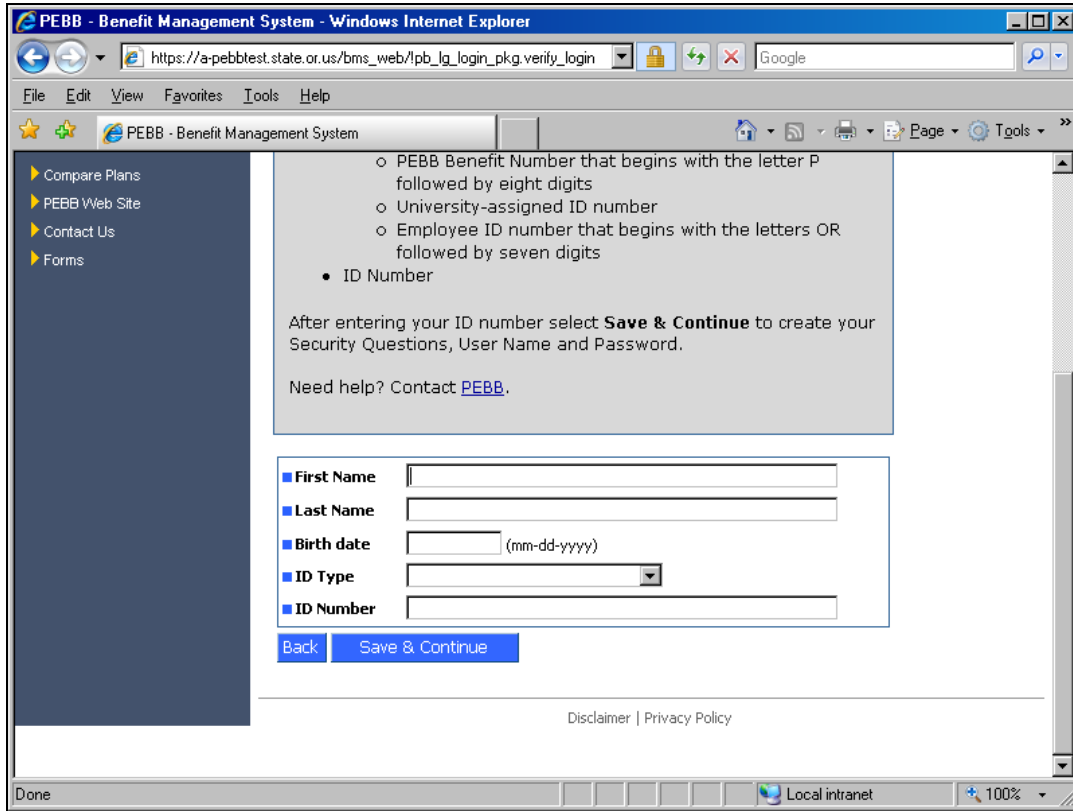 PEBB - Benefit Management System - Windows Internet Explorer
https://a-pebbtest.state.or.us/bms_web/!pb_lg_login_pkg.verify_login
Google
File Edit View Favorites Tools Help
PEBB - Benefit Management System
Page
Tools
»
Compare Plans
PEBB Web Site
Contact Us
Forms
o PEBB Benefit Number that begins with the letter P
followed by eight digits
o University-assigned ID number
o Employee ID number that begins with the letters OR
followed by seven digits
• ID Number
After entering your ID number select Save & Continue to create your
Security Questions, User Name and Password.
Need help? Contact PEBB.
First Name
Last Name
Birth date (mm-dd-yyyy)
ID Type
ID Number
Back Save & Continue
Disclaimer | Privacy Policy
Done Local intranet 100%